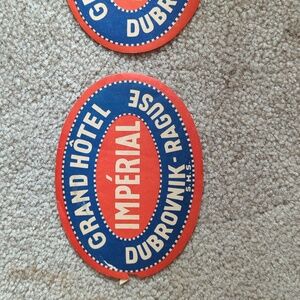 GRAND HÔTEL
IMPÉRIAL
DUBROVNIK - RAGUSE
S.H.S.
DUBROVNIK